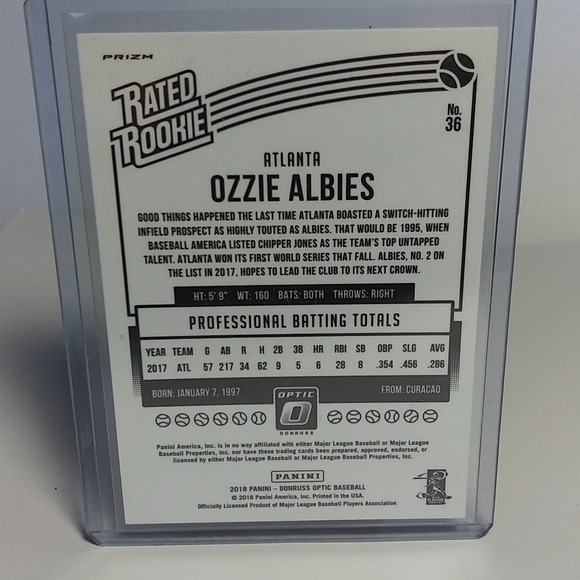 PRIZM
RATED
ROOKIE
No.
36
ATLANTA
OZZIE ALBIES
GOOD THINGS HAPPENED THE LAST TIME ATLANTA BOASTED A SWITCH-HITTING
INFIELD PROSPECT AS HIGHLY TOUTED AS ALBIES. THAT WOULD BE 1995, WHEN
BASEBALL AMERICA LISTED CHIPPER JONES AS THE TEAM'S TOP UNTAPPED
TALENT. ATLANTA WON ITS FIRST WORLD SERIES THAT FALL. ALBIES, NO. 2 ON
THE LIST IN 2017, HOPES TO LEAD THE CLUB TO ITS NEXT CROWN.
HT: 5' 9" WT: 160 BATS: BOTH THROWS: RIGHT
PROFESSIONAL BATTING TOTALS
YEAR TEAM G AB R H 2B 3B HR RBI SB OBP SLG AVG
2017 ATL 57 217 34 62 9 5 6 28 8 .354 .456 .286
BORN: JANUARY 7, 1997
OPTIC
FROM: CURACAO
DONRUSS
Panini America, Inc. is in no way affiliated with either Major League Baseball or Major League
Baseball Properties, Inc. nor have these trading cards been prepared, approved, endorsed, or
licensed by either Major League Baseball or Major League Baseball Properties, Inc.
PANINI
2018 PANINI – DONRUSS OPTIC BASEBALL
© 2018 Panini America, Inc. Printed in the USA.
Officially Licensed Product of Major League Baseball Players Association